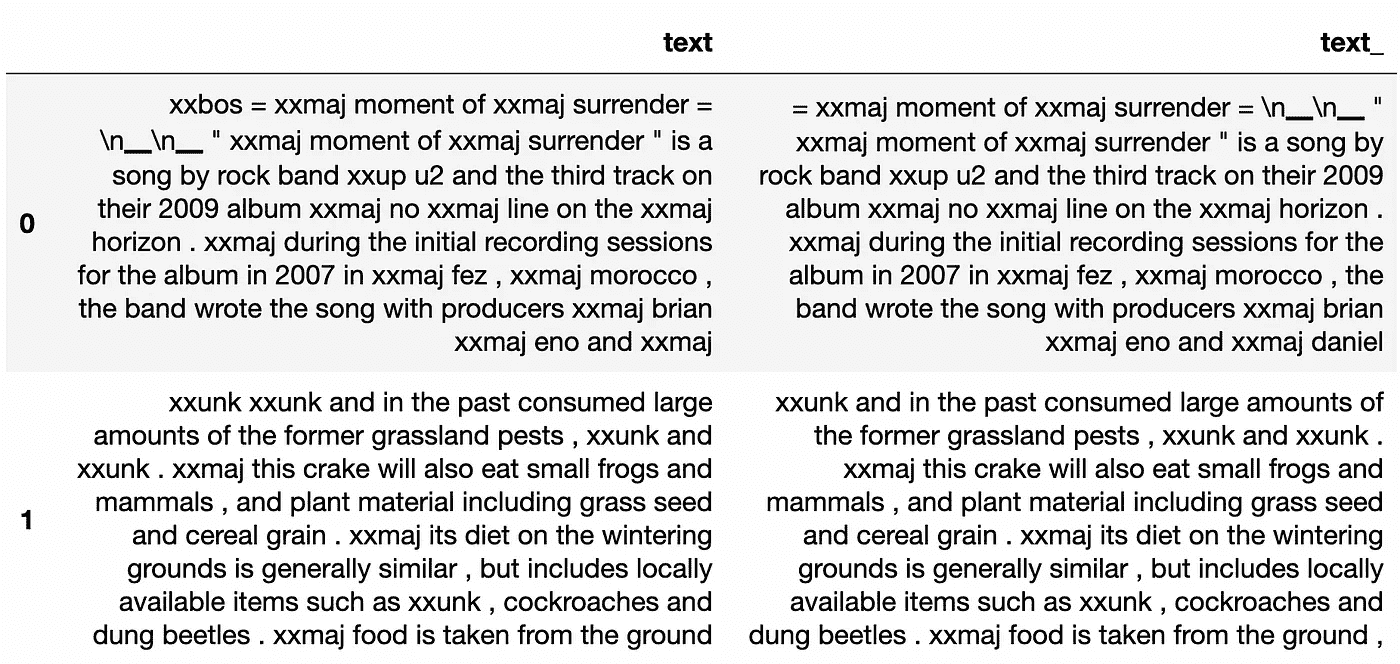 text
text_
0
xxbos = xxmaj moment of xxmaj surrender =
\n__\n__ " xxmaj moment of xxmaj surrender " is a
song by rock band xxup u2 and the third track on
their 2009 album xxmaj no xxmaj line on the xxmaj
horizon . xxmaj during the initial recording sessions
for the album in 2007 in xxmaj fez , xxmaj morocco ,
the band wrote the song with producers xxmaj brian
xxmaj eno and xxmaj
= xxmaj moment of xxmaj surrender = \n__\n__ "
xxmaj moment of xxmaj surrender " is a song by
rock band xxup u2 and the third track on their 2009
album xxmaj no xxmaj line on the xxmaj horizon .
xxmaj during the initial recording sessions for the
album in 2007 in xxmaj fez , xxmaj morocco , the
band wrote the song with producers xxmaj brian
xxmaj eno and xxmaj daniel
1
xxunk xxunk and in the past consumed large
amounts of the former grassland pests , xxunk and
xxunk . xxmaj this crake will also eat small frogs and
mammals , and plant material including grass seed
and cereal grain . xxmaj its diet on the wintering
grounds is generally similar , but includes locally
available items such as xxunk , cockroaches and
dung beetles . xxmaj food is taken from the ground
xxunk and in the past consumed large amounts of
the former grassland pests , xxunk and xxunk .
xxmaj this crake will also eat small frogs and
mammals , and plant material including grass seed
and cereal grain . xxmaj its diet on the wintering
grounds is generally similar , but includes locally
available items such as xxunk , cockroaches and
dung beetles . xxmaj food is taken from the ground ,